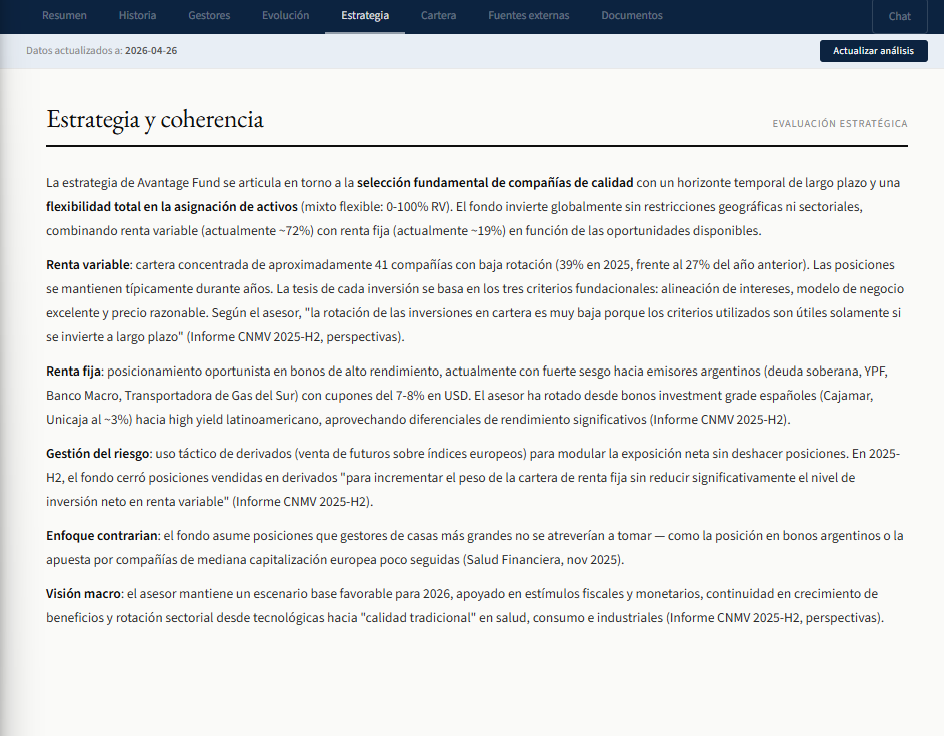 Resumen Historia Gestores Evolución Estrategia Cartera Fuentes externas Documentos Chat
Datos actualizados a: 2026-04-26 Actualizar análisis
Estrategia y coherencia EVALUACIÓN ESTRATÉGICA
La estrategia de Avantage Fund se articula en torno a la selección fundamental de compañías de calidad con un horizonte temporal de largo plazo y una
flexibilidad total en la asignación de activos (mixto flexible: 0-100% RV). El fondo invierte globalmente sin restricciones geográficas ni sectoriales,
combinando renta variable (actualmente ~72%) con renta fija (actualmente ~19%) en función de las oportunidades disponibles.
Renta variable: cartera concentrada de aproximadamente 41 compañías con baja rotación (39% en 2025, frente al 27% del año anterior). Las posiciones
se mantienen típicamente durante años. La tesis de cada inversión se basa en los tres criterios fundacionales: alineación de intereses, modelo de negocio
excelente y precio razonable. Según el asesor, "la rotación de las inversiones en cartera es muy baja porque los criterios utilizados son útiles solamente si
se invierte a largo plazo" (Informe CNMV 2025-H2, perspectivas).
Renta fija: posicionamiento oportunista en bonos de alto rendimiento, actualmente con fuerte sesgo hacia emisores argentinos (deuda soberana, YPF,
Banco Macro, Transportadora de Gas del Sur) con cupones del 7-8% en USD. El asesor ha rotado desde bonos investment grade españoles (Cajamar,
Unicaja al ~3%) hacia high yield latinoamericano, aprovechando diferenciales de rendimiento significativos (Informe CNMV 2025-H2).
Gestión del riesgo: uso táctico de derivados (venta de futuros sobre índices europeos) para modular la exposición neta sin deshacer posiciones. En 2025-
H2, el fondo cerró posiciones vendidas en derivados "para incrementar el peso de la cartera de renta fija sin reducir significativamente el nivel de
inversión neto en renta variable" (Informe CNMV 2025-H2).
Enfoque contrarian: el fondo asume posiciones que gestores de casas más grandes no se atreverían a tomar — como la posición en bonos argentinos o la
apuesta por compañías de mediana capitalización europea poco seguidas (Salud Financiera, nov 2025).
Visión macro: el asesor mantiene un escenario base favorable para 2026, apoyado en estímulos fiscales y monetarios, continuidad en crecimiento de
beneficios y rotación sectorial desde tecnológicas hacia "calidad tradicional" en salud, consumo e industriales (Informe CNMV 2025-H2, perspectivas).